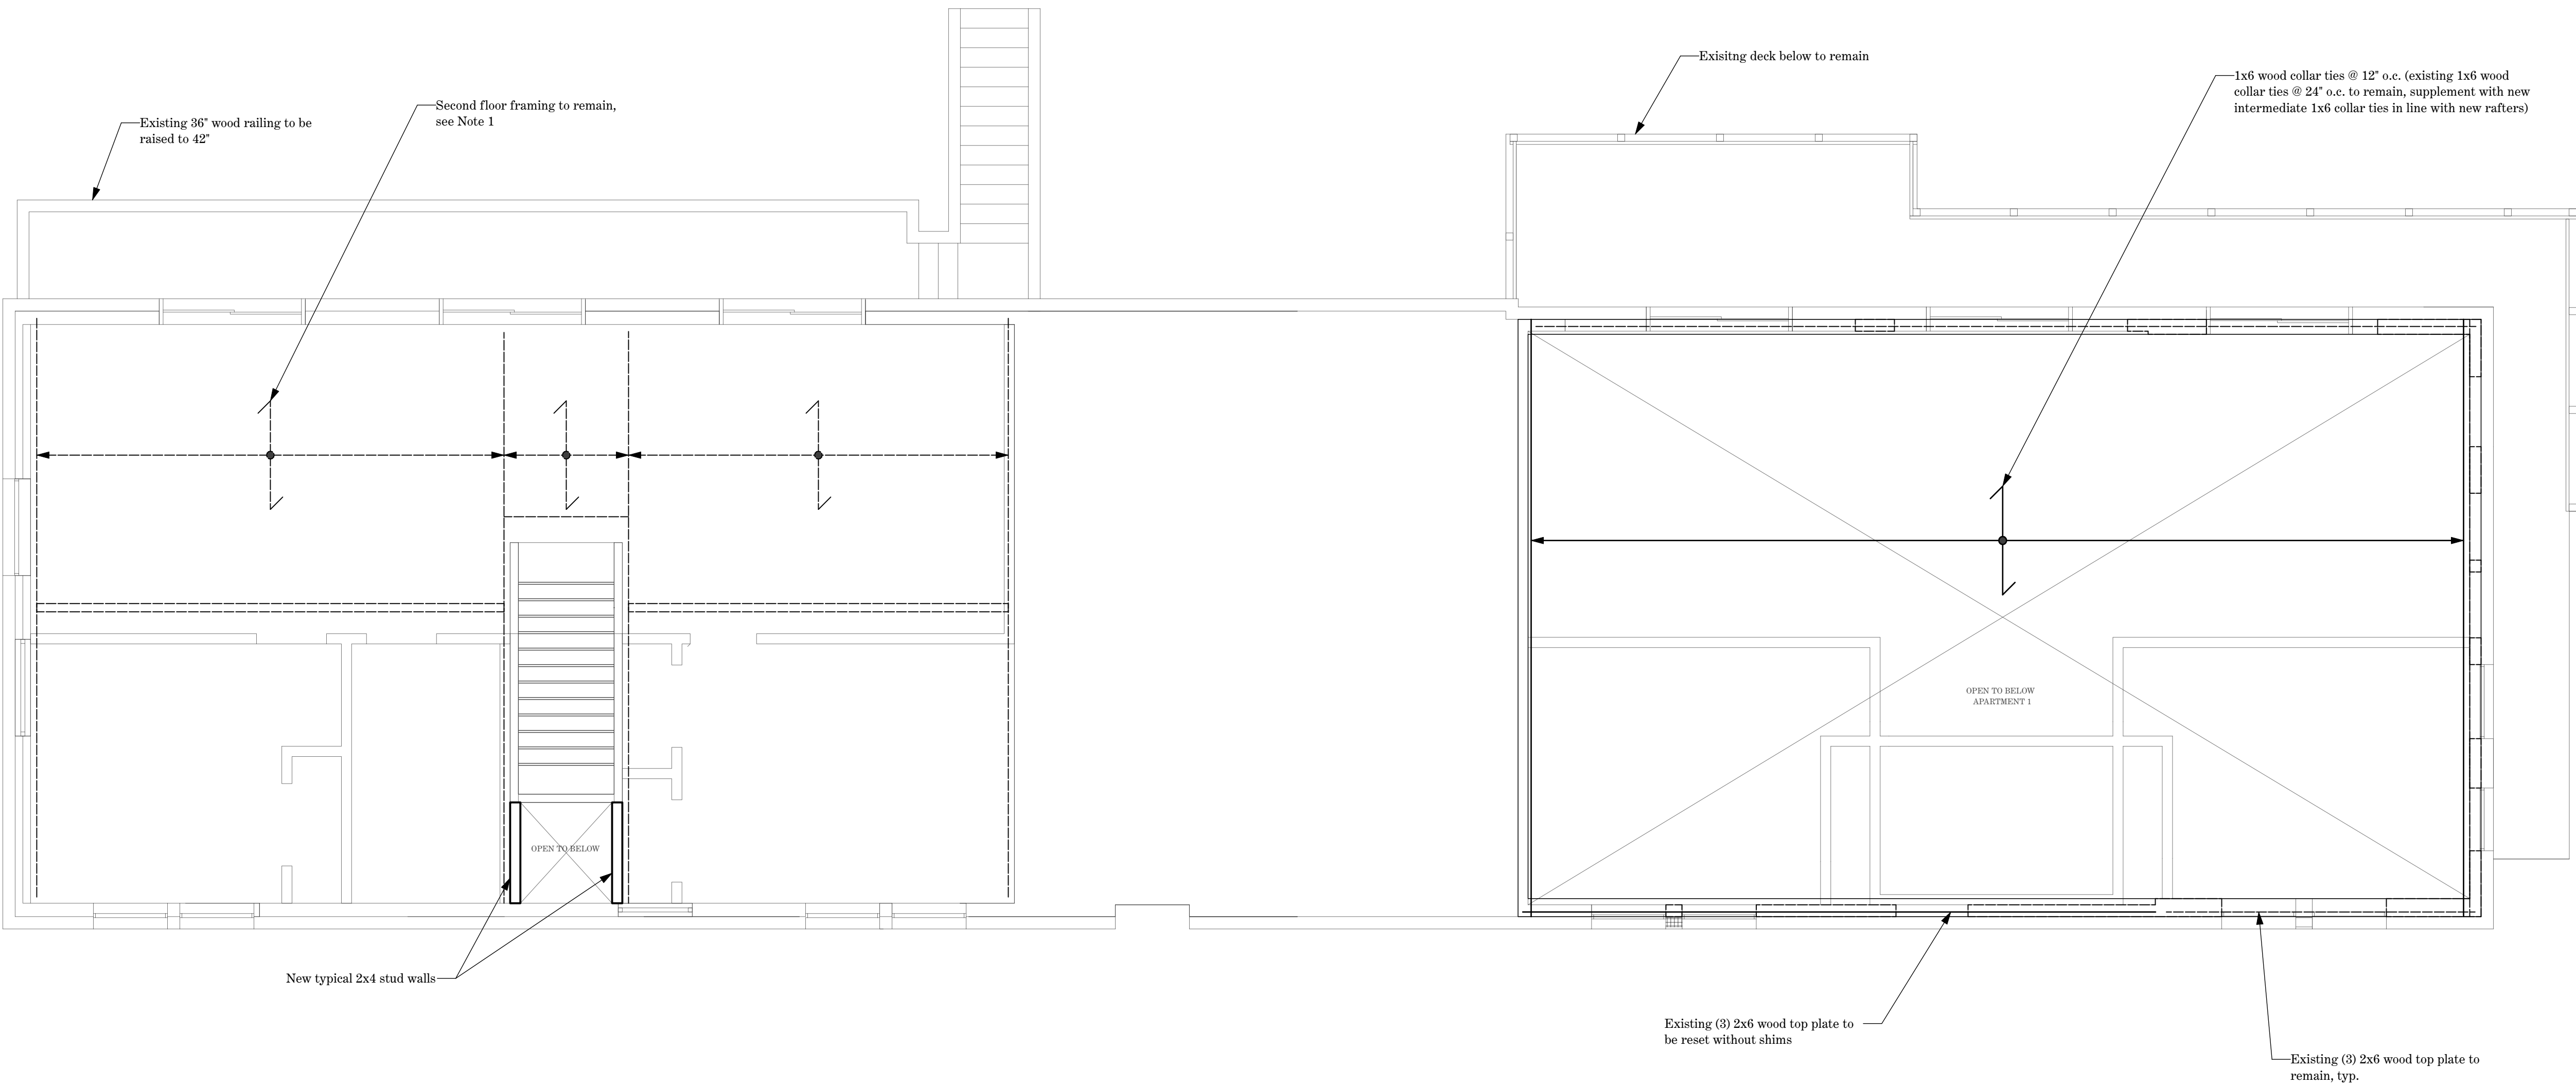 Exisitng deck below to remain
1x6 wood collar ties @ 12" o.c. (existing 1x6 wood
collar ties @ 24" o.c. to remain, supplement with new
intermediate 1x6 collar ties in line with new rafters)
Second floor framing to remain,
see Note 1
Existing 36" wood railing to be
raised to 42"
OPEN TO BELOW
APARTMENT 1
OPEN TO BELOW
New typical 2x4 stud walls
Existing (3) 2x6 wood top plate to
be reset without shims
Existing (3) 2x6 wood top plate to
remain, typ.